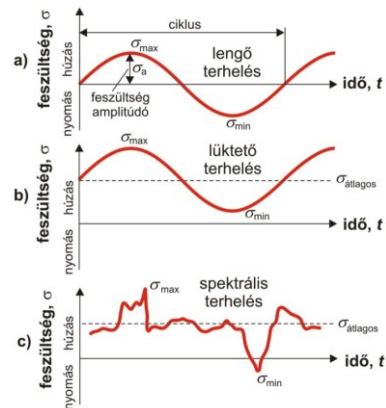 a)
feszültség, σ
nyomás húzás
ciklus
σmax
σa
feszültség
amplitúdó
lengő
terhelés
idő, t
σmin
b)
feszültség, σ
nyomás húzás
σmax
lüktető
terhelés
σátlagos
σmin
idő, t
c)
feszültség, σ
nyomás húzás
σmax
spektrális
terhelés
σátlagos
idő, t
σmin